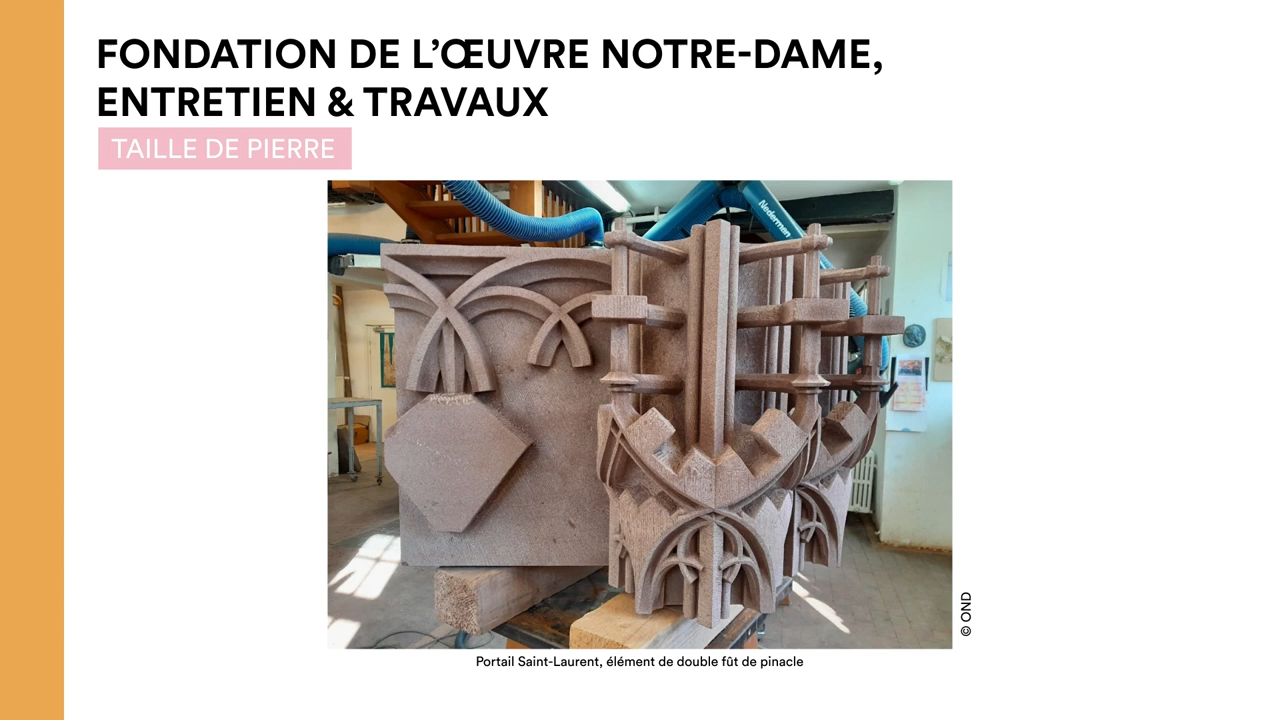 FONDATION DE L’ŒUVRE NOTRE-DAME,
ENTRETIEN & TRAVAUX
TAILLE DE PIERRE
Nederman
© OND
Portail Saint-Laurent, élément de double fût de pinacle